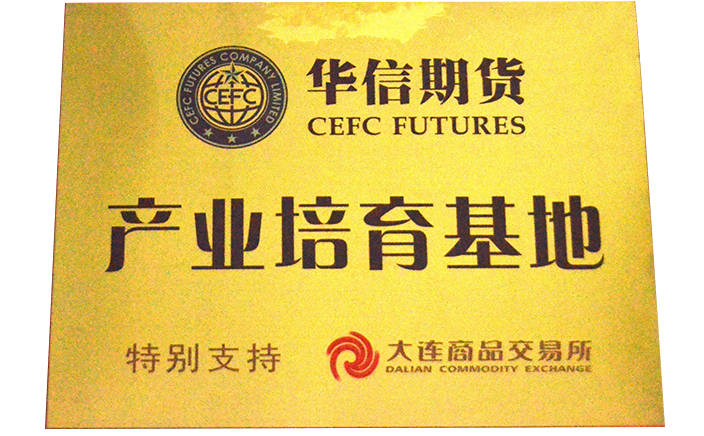 CEFC FUTURES COMPANY LIMITED
CEFC
华信期货
CEFC FUTURES
产业培育基地
特别支持
大连商品交易所
DALIAN COMMODITY EXCHANGE